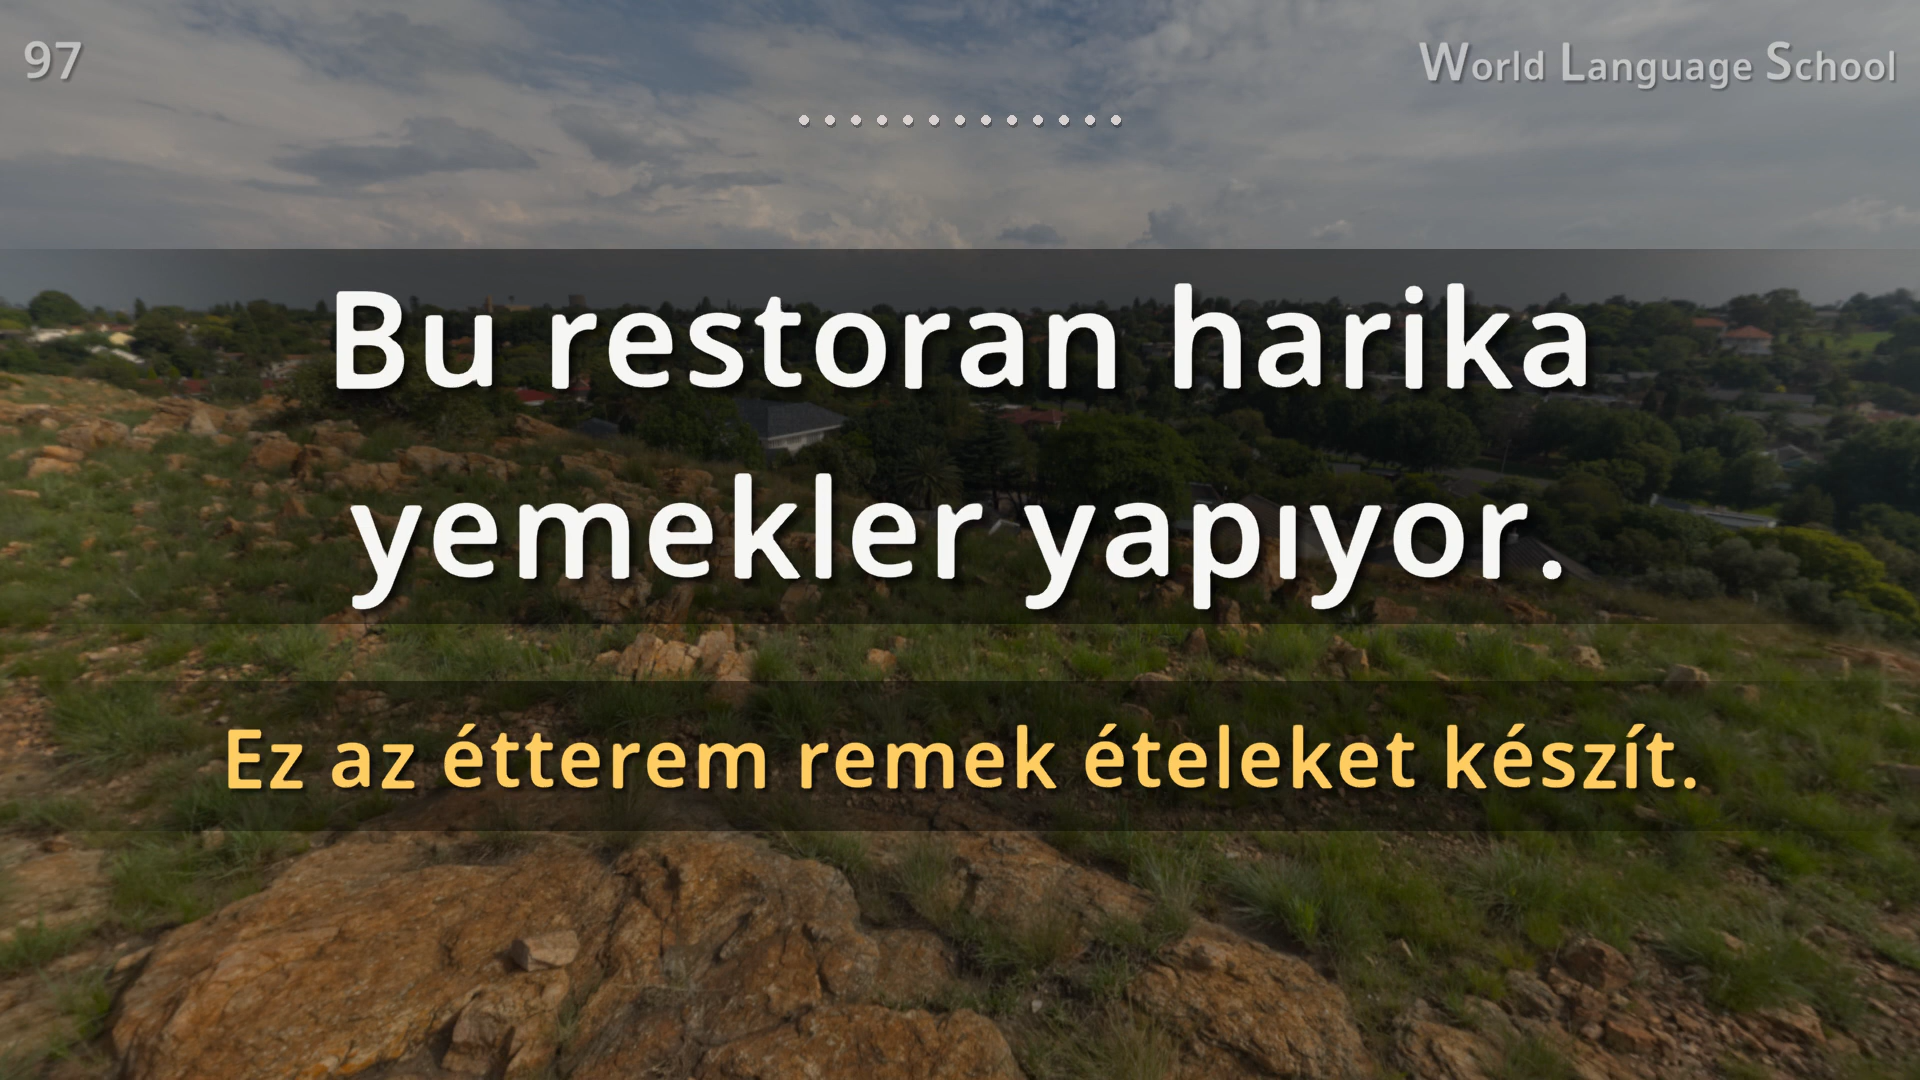 97
World Language School
Bu restoran harika
yemekler yapıyor.
Ez az étterem remek ételeket készít.